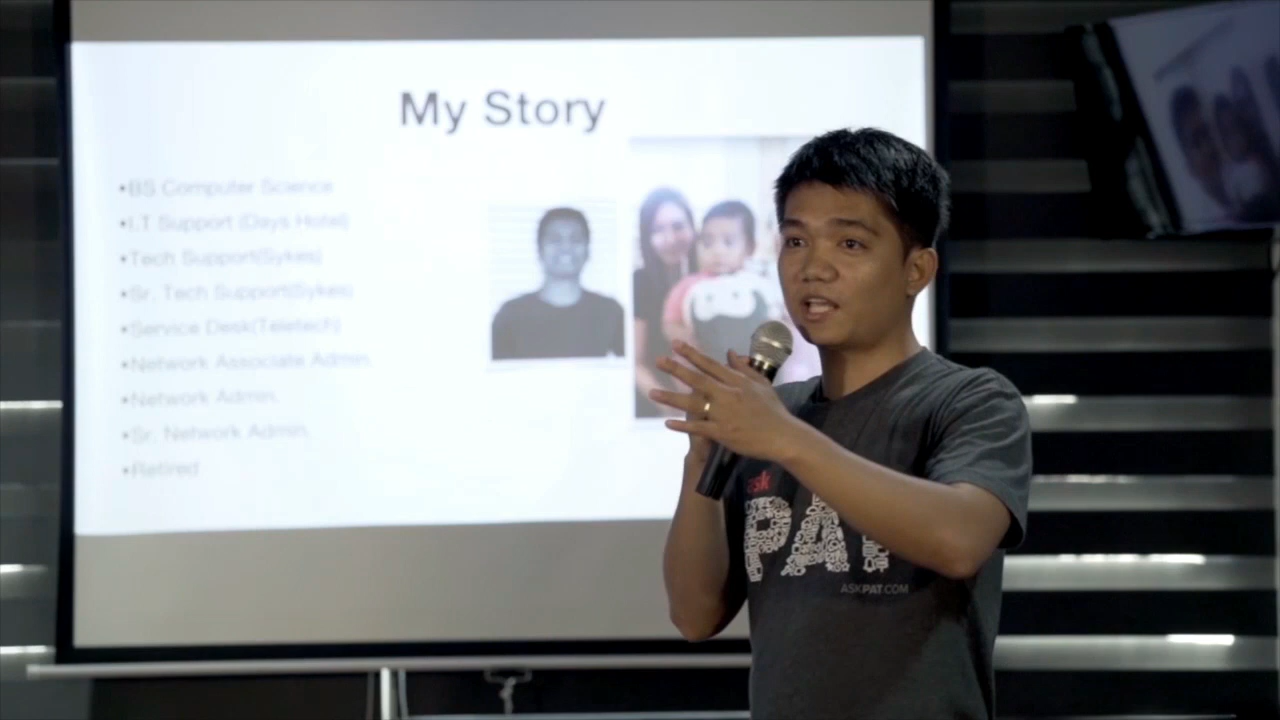 My Story
•BS Computer Science
•I.T Support (Days Hotel)
•Tech Support(Sykes)
•Sr. Tech Support(Sykes)
•Service Desk(Teletech)
•Network Associate Admin.
•Network Admin.
•Sr. Network Admin.
•Retired
ask
PAT
ASKPAT.COM